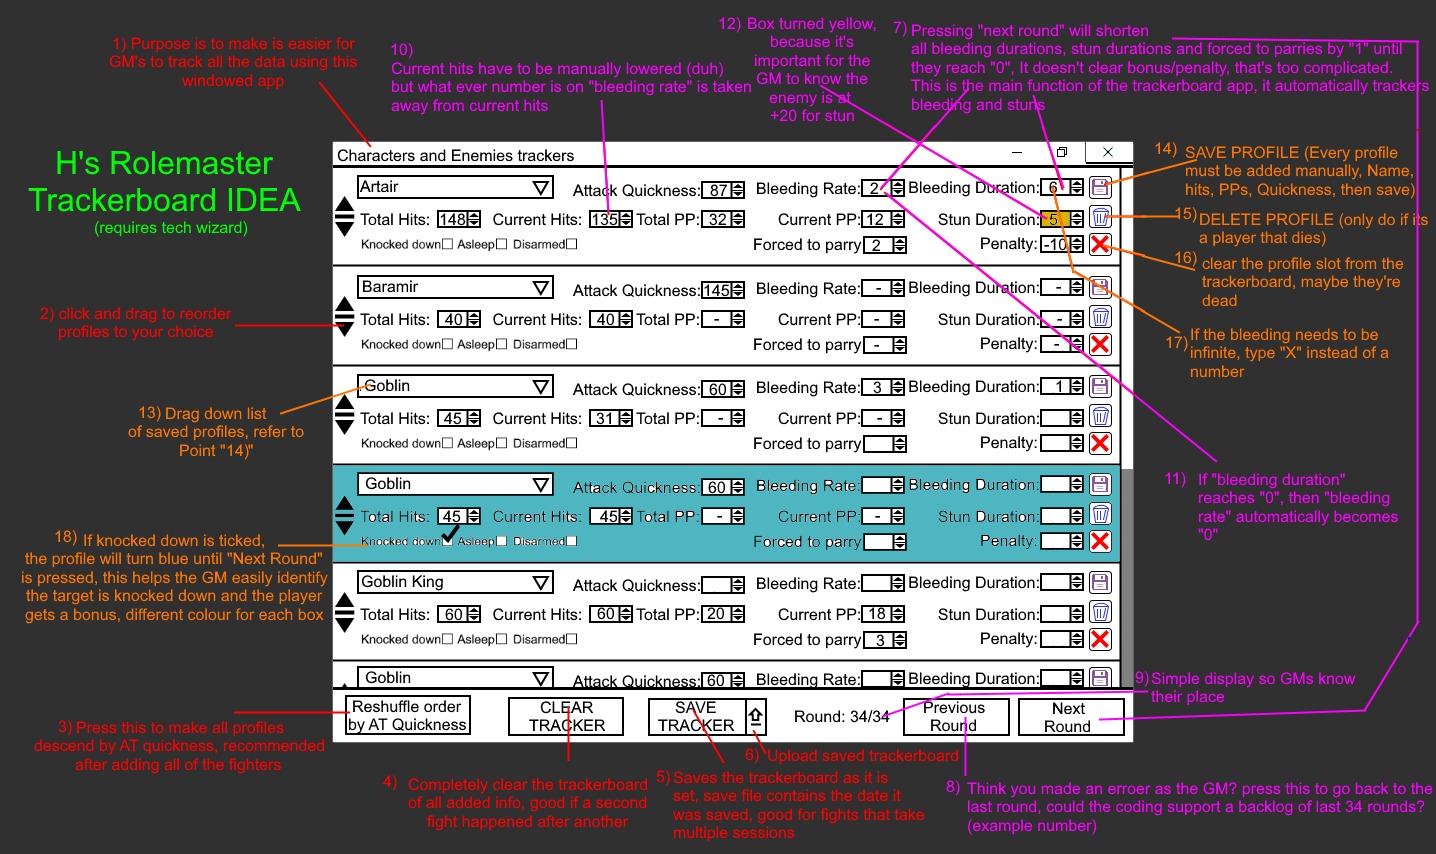 1) Purpose is to make is easier for
GM's to track all the data using this
windowed app
10)
Current hits have to be manually lowered (duh)
but what ever number is on "bleeding rate" is taken
away from current hits
12) Box turned yellow,
because it's
important for the
GM to know the
enemy is at
+20 for stun
7) Pressing "next round" will shorten
all bleeding durations, stun durations and forced to parries by "1" until
they reach "0", It doesn't clear bonus/penalty, that's too complicated.
This is the main function of the trackerboard app, it automatically trackers
bleeding and stuns
H's Rolemaster
Trackerboard IDEA
(requires tech wizard)
Characters and Enemies trackers
Artair Attack Quickness: 87 Bleeding Rate: 2 Bleeding Duration: 6
Total Hits: 148 Current Hits: 135 Total PP: 32 Current PP: 12 Stun Duration: 5
Knocked down Asleep Disarmed Forced to parry 2 Penalty: -10
Baramir Attack Quickness: 145 Bleeding Rate: - Bleeding Duration: -
Total Hits: 40 Current Hits: 40 Total PP: - Current PP: - Stun Duration: -
Knocked down Asleep Disarmed Forced to parry - Penalty: -
Goblin Attack Quickness: 60 Bleeding Rate: 3 Bleeding Duration: 1
Total Hits: 45 Current Hits: 31 Total PP: - Current PP: - Stun Duration:
Knocked down Asleep Disarmed Forced to parry Penalty:
Goblin Attack Quickness: 60 Bleeding Rate: Bleeding Duration:
Total Hits: 45 Current Hits: 45 Total PP: - Current PP: - Stun Duration:
Knocked down Asleep Disarmed Forced to parry Penalty:
Goblin King Attack Quickness: Bleeding Rate: Bleeding Duration:
Total Hits: 60 Current Hits: 60 Total PP: 20 Current PP: 18 Stun Duration:
Knocked down Asleep Disarmed Forced to parry 3 Penalty:
Goblin Attack Quickness: 60 Bleeding Rate: Bleeding Duration:
Reshuffle order
by AT Quickness
CLEAR
TRACKER
SAVE
TRACKER
Round: 34/34
Previous
Round
Next
Round
14) SAVE PROFILE (Every profile
must be added manually, Name,
hits, PPs, Quickness, then save)
15) DELETE PROFILE (only do if its
a player that dies)
16) clear the profile slot from the
trackerboard, maybe they're
dead
17) If the bleeding needs to be
infinite, type "X" instead of a
number
11) If "bleeding duration"
reaches "0", then "bleeding
rate" automatically becomes
"0"
9) Simple display so GMs know
their place
2) click and drag to reorder
profiles to your choice
13) Drag down list
of saved profiles, refer to
Point "14)"
18) If knocked down is ticked,
the profile will turn blue until "Next Round"
is pressed, this helps the GM easily identify
the target is knocked down and the player
gets a bonus, different colour for each box
3) Press this to make all profiles
descend by AT quickness, recommended
after adding all of the fighters
4) Completely clear the trackerboard
of all added info, good if a second
fight happened after another
5) Saves the trackerboard as it is
set, save file contains the date it
was saved, good for fights that take
multiple sessions
6) Upload saved trackerboard
8) Think you made an erroer as the GM? press this to go back to the
last round, could the coding support a backlog of last 34 rounds?
(example number)